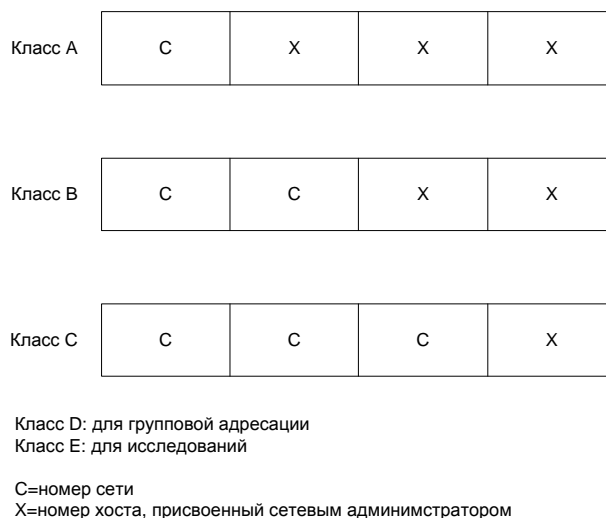 Класс A C X X X
Класс B C C X X
Класс C C C C X
Класс D: для групповой адресации
Класс E: для исследований
C=номер сети
X=номер хоста, присвоенный сетевым админимстратором